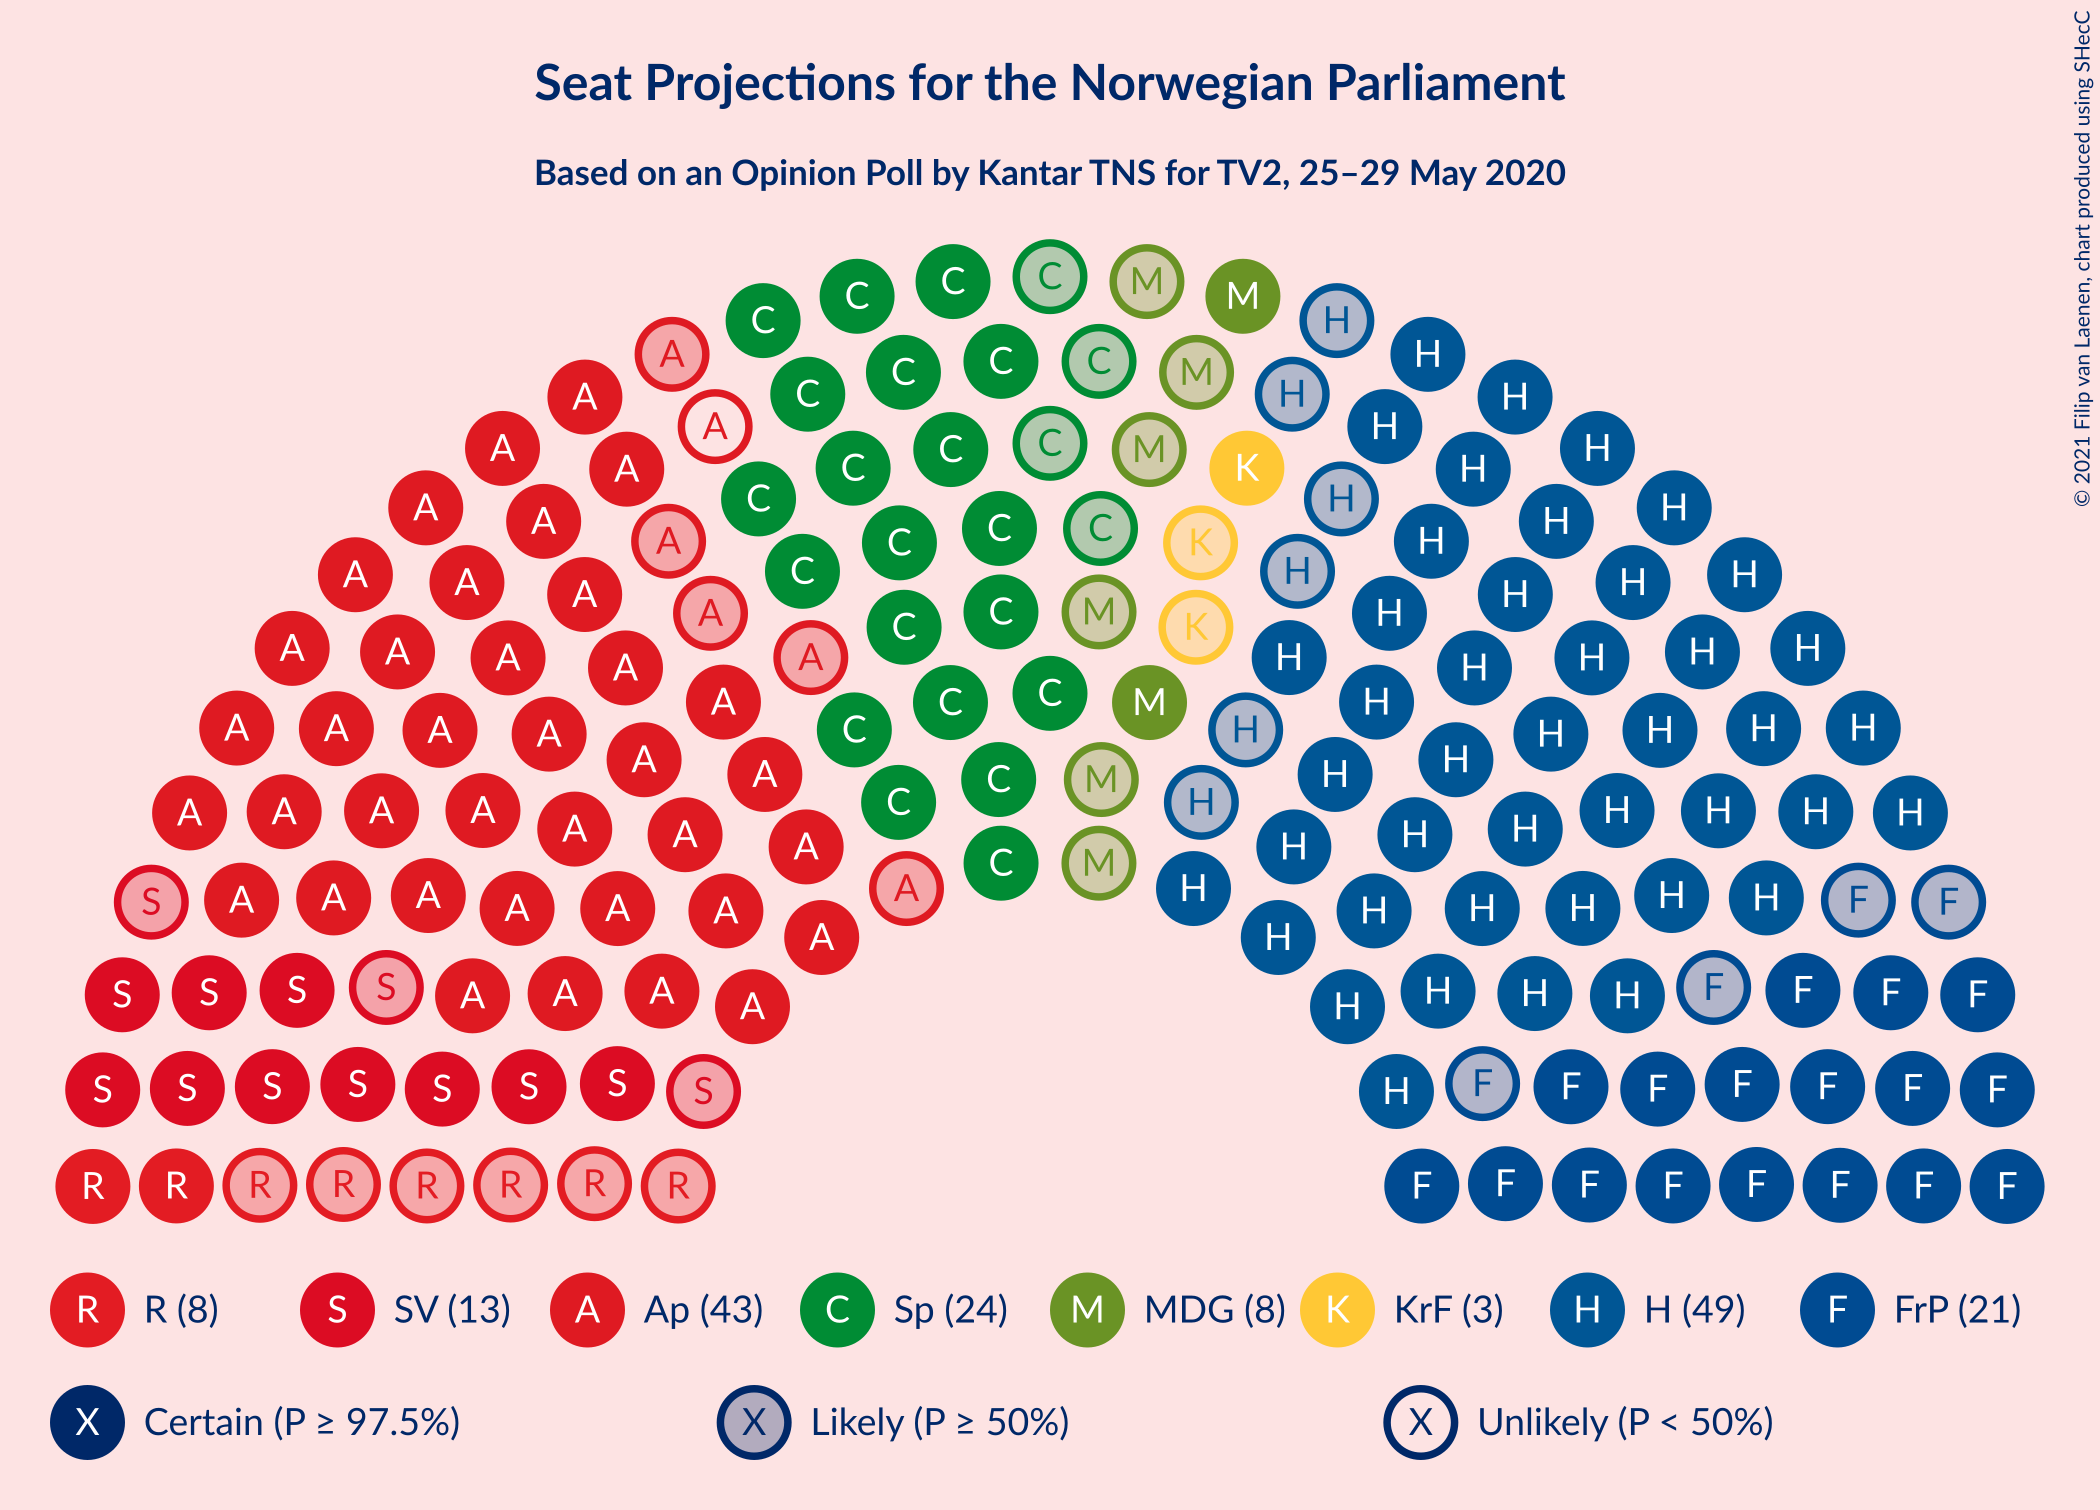 Seat Projections for the Norwegian Parliament
Based on an Opinion Poll by Kantar TNS for TV2, 25–29 May 2020
© 2021 Filip van Laenen, chart produced using SHecC
C C C C M M H
A C C C C M H H
A A C C C C M K H H H
A A A C C C C K H H H H
A A A C C C M K H H H H
A A A A C C C M H H H H H
A A A A A C C M H H H H H
A A A A A C M H H H H H
A A A A A A H H H H H H
A A A A A A H H H H H H
S A A A A A A A H H H H H H F F
S S S S A A A A H H H H F F F F
S S S S S S S S H F F F F F F F
R R R R R R R R F F F F F F F F
R R (8) S SV (13) A Ap (43) C Sp (24) M MDG (8) K KrF (3) H H (49) F FrP (21)
X Certain (P ≥ 97.5%) X Likely (P ≥ 50%) X Unlikely (P < 50%)